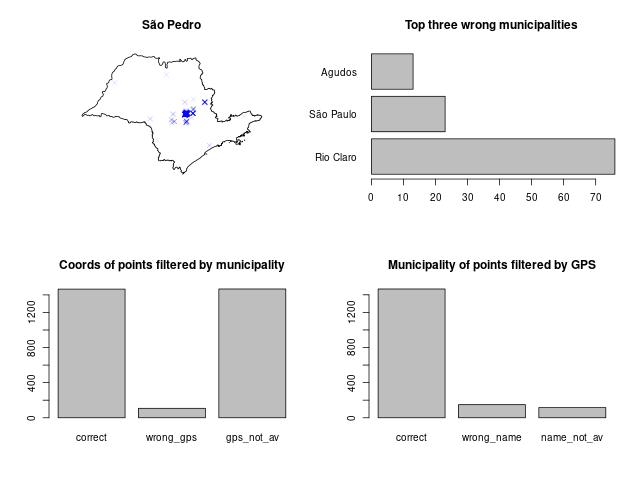 São Pedro
Top three wrong municipalities
Agudos
São Paulo
Rio Claro
0 10 20 30 40 50 60 70
Coords of points filtered by municipality
0 400 800 1200
correct wrong_gps gps_not_av
Municipality of points filtered by GPS
0 400 800 1200
correct wrong_name name_not_av